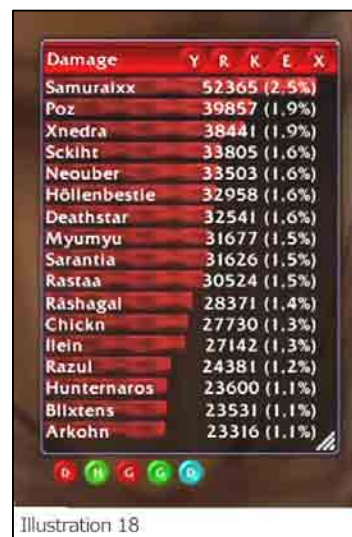 Damage Y R K E X
Samuraixx 52365 (2.5%)
Poz 39857 (1.9%)
Xnedra 38441 (1.9%)
Sckiht 33805 (1.6%)
Neouber 33503 (1.6%)
Höllenbestie 32958 (1.6%)
Deathstar 32541 (1.6%)
Myumyu 31677 (1.5%)
Sarantia 31626 (1.5%)
Rastaa 30524 (1.5%)
Râshagal 28371 (1.4%)
Chickn 27730 (1.3%)
Ilein 27142 (1.3%)
Razul 24381 (1.2%)
Hunternaros 23600 (1.1%)
Blixtens 23531 (1.1%)
Arkohn 23316 (1.1%)
D H G G D
Illustration 18